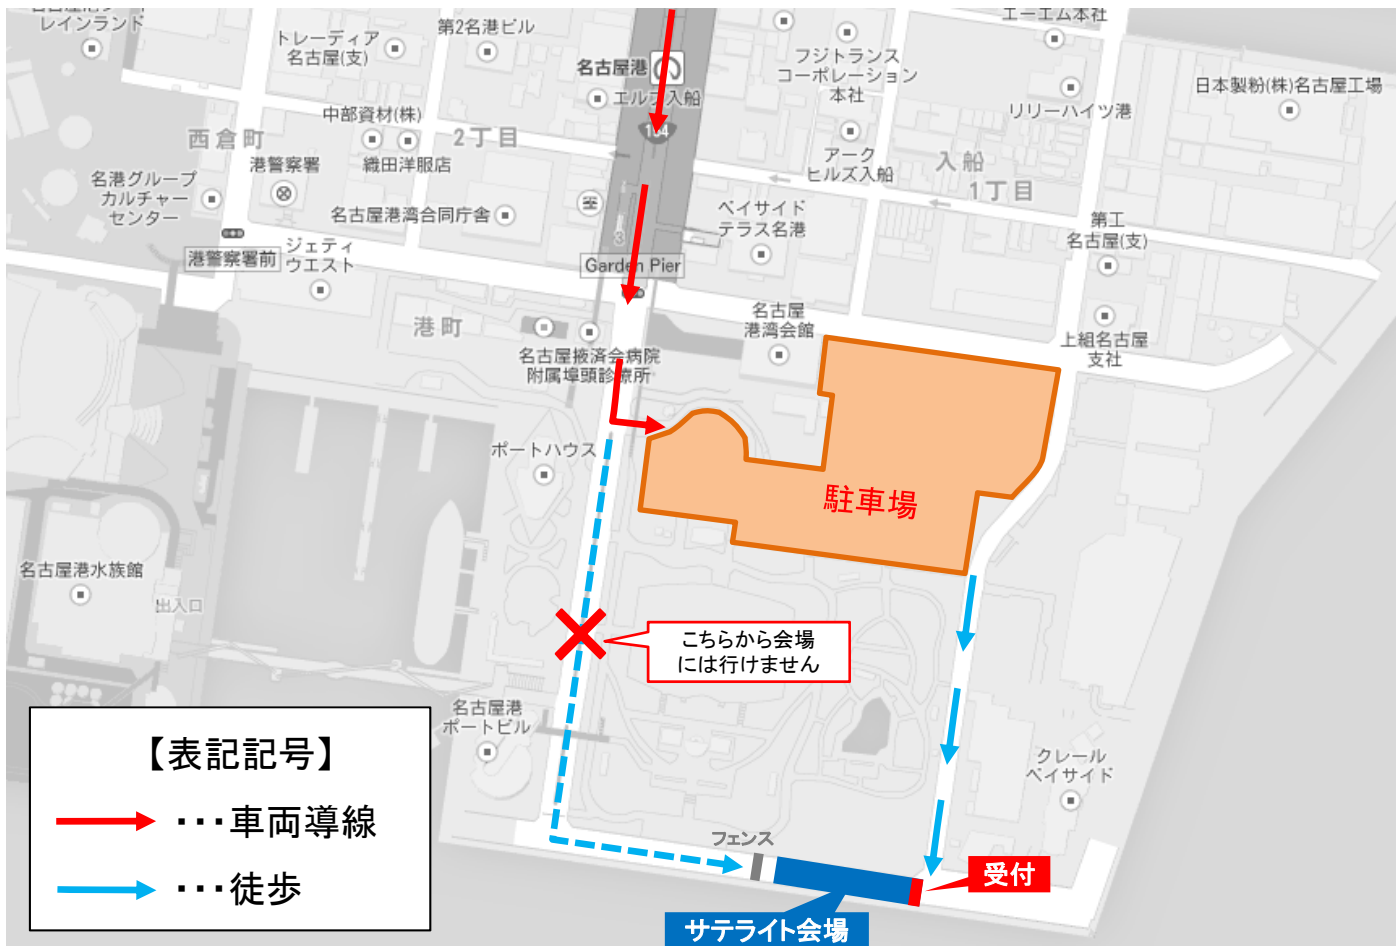 レインランド
トレーディア
名古屋(支)
第2名港ビル
名古屋港
エルブ入船
154
フジトランス
コーポレーション
本社
エーエム本社
リリーハイツ港
日本製粉(株)名古屋工場
中部資材(株)
織田洋服店
西倉町
2丁目
港警察署
名港グループ
カルチャー
センター
名古屋港湾合同庁舎
アーク
ヒルズ入船
入船
1丁目
ベイサイド
テラス名港
第工
名古屋(支)
港警察署前
ジェティ
ウエスト
Garden Pier
港町
名古屋
港湾会館
上組名古屋
支社
名古屋掖済会病院
附属埠頭診療所
ポートハウス
駐車場
名古屋港水族館
出入口
こちらから会場
には行けません
名古屋港
ポートビル
クレール
ベイサイド
【表記記号】
・・・車両導線
・・・徒歩
フェンス
受付
サテライト会場